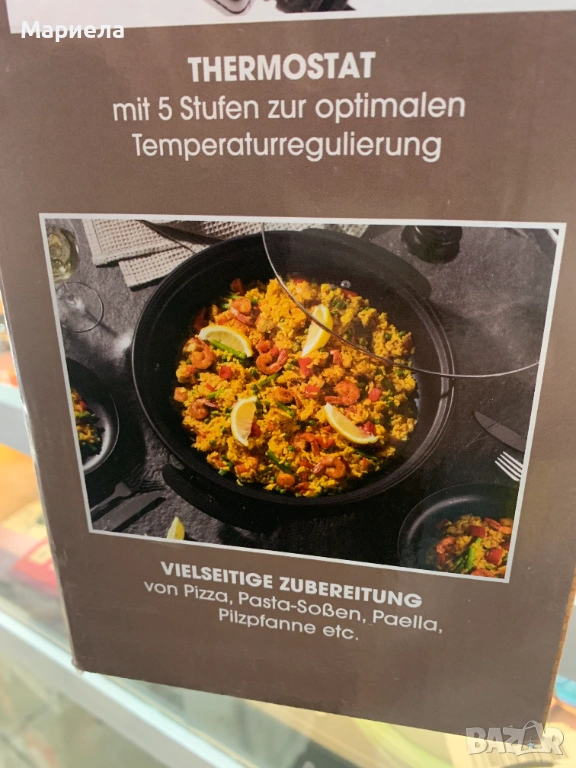 Мариела
THERMOSTAT
mit 5 Stufen zur optimalen
Temperaturregulierung
VIELSEITIGE ZUBEREITUNG
von Pizza, Pasta-Soßen, Paella,
Pilzpfanne etc.
BAZAR